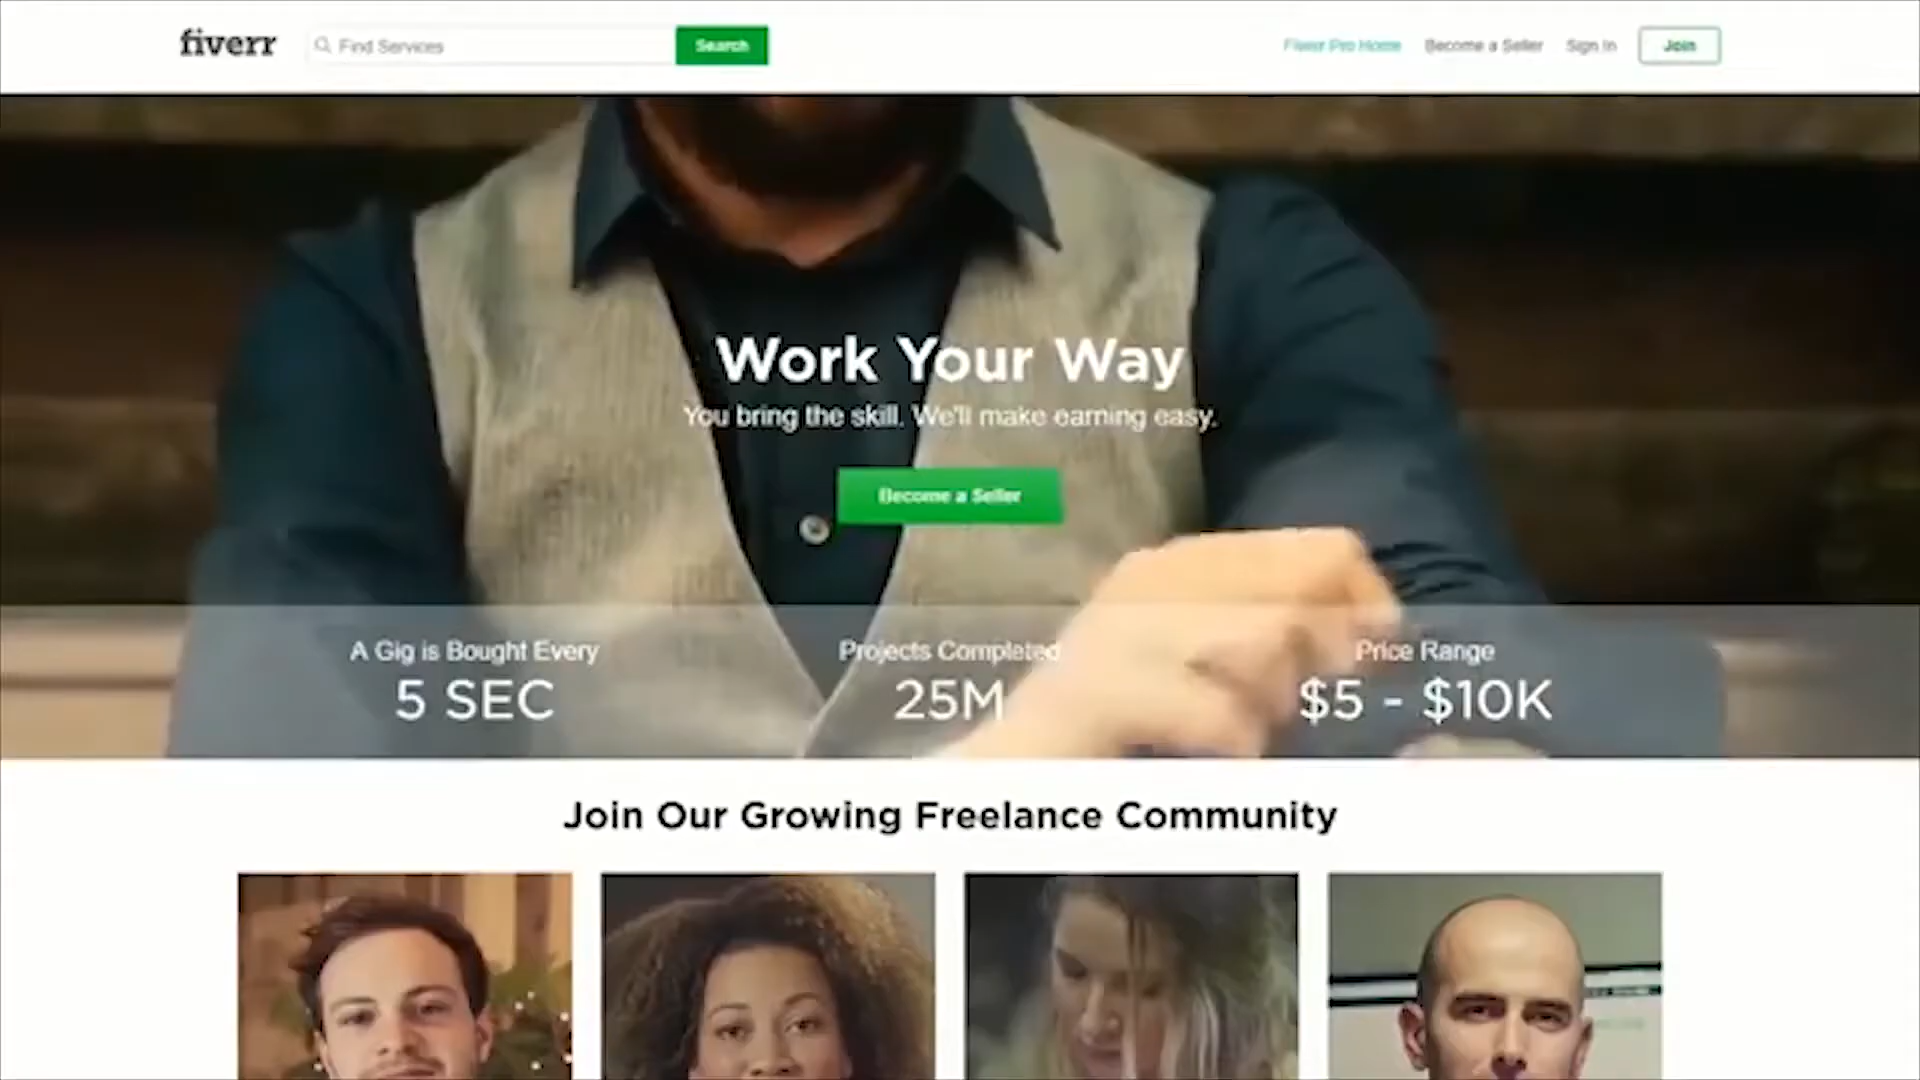 fiverr
Find Services
Search
Fiverr Pro Home
Become a Seller
Sign In
Join
Work Your Way
You bring the skill. We'll make earning easy.
Become a Seller
A Gig is Bought Every
5 SEC
Projects Completed
25M
Price Range
$5 - $10K
Join Our Growing Freelance Community